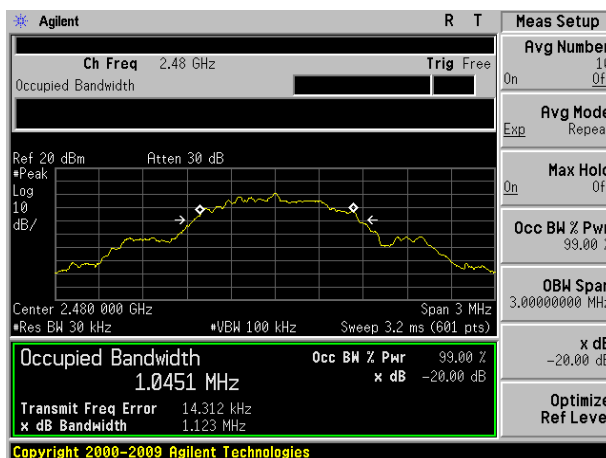 Agilent R T
Ch Freq 2.48 GHz Trig Free
Occupied Bandwidth
Ref 20 dBm Atten 30 dB
#Peak
Log
10
dB/
Center 2.480 000 GHz Span 3 MHz
#Res BW 30 kHz #VBW 100 kHz Sweep 3.2 ms (601 pts)
Occupied Bandwidth Occ BW % Pwr 99.00 %
1.0451 MHz x dB -20.00 dB
Transmit Freq Error 14.312 kHz
x dB Bandwidth 1.123 MHz
Copyright 2000-2009 Agilent Technologies
Meas Setup
Avg Number
On
Avg Mode
Exp Repea
Max Hold
On Of
Occ BW % Pwr
99.00 %
OBW Span
3.00000000 MHz
x dB
-20.00 dB
Optimize
Ref Level